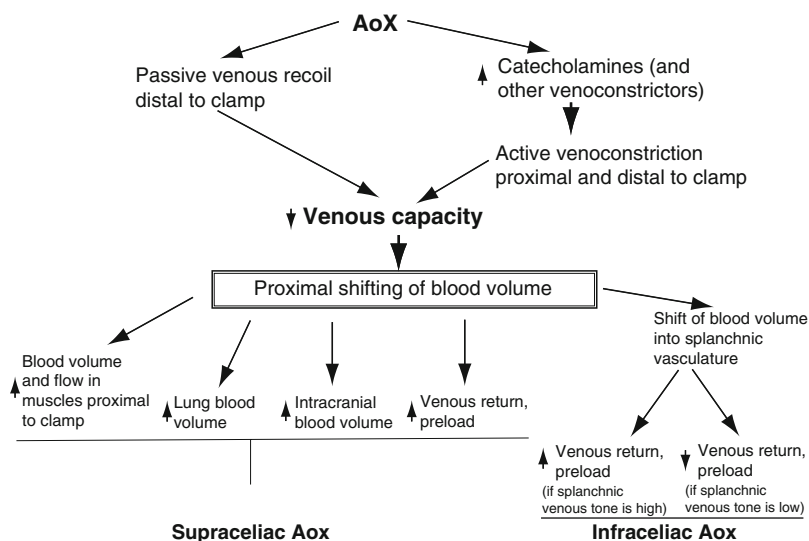 AoX
Passive venous recoil
distal to clamp
Catecholamines (and
other venoconstrictors)
Active venoconstriction
proximal and distal to clamp
Venous capacity
Proximal shifting of blood volume
Blood volume
and flow in
muscles proximal
to clamp
Lung blood
volume
Intracranial
blood volume
Venous return,
preload
Shift of blood volume
into splanchnic
vasculature
Venous return,
preload
(if splanchnic
venous tone is high)
Venous return,
preload
(if splanchnic
venous tone is low)
Supraceliac Aox
Infraceliac Aox